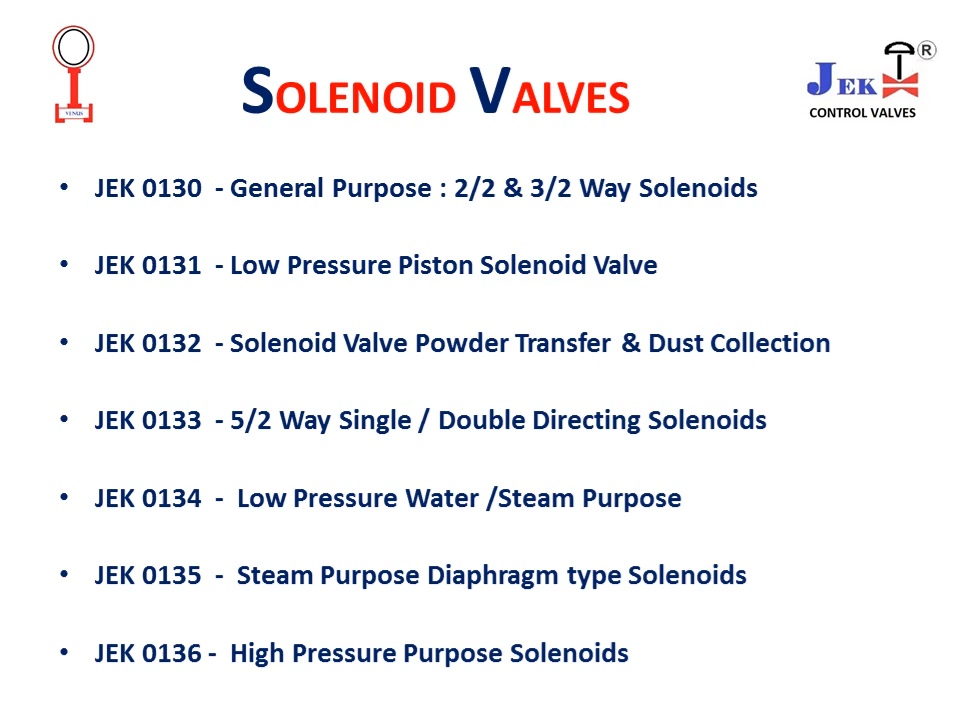 VENUS
SOLENOID VALVES
JEK ®
CONTROL VALVES
• JEK 0130 - General Purpose : 2/2 & 3/2 Way Solenoids
• JEK 0131 - Low Pressure Piston Solenoid Valve
• JEK 0132 - Solenoid Valve Powder Transfer & Dust Collection
• JEK 0133 - 5/2 Way Single / Double Directing Solenoids
• JEK 0134 - Low Pressure Water /Steam Purpose
• JEK 0135 - Steam Purpose Diaphragm type Solenoids
• JEK 0136 - High Pressure Purpose Solenoids